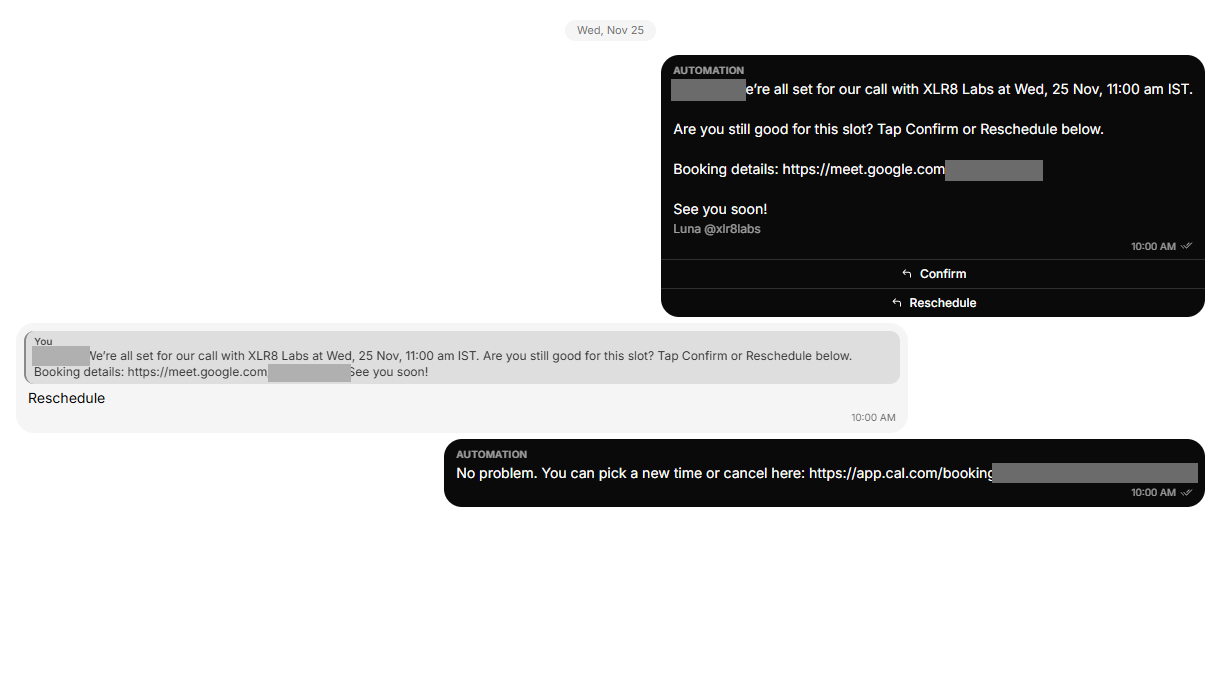 Wed, Nov 25
AUTOMATION
e're all set for our call with XLR8 Labs at Wed, 25 Nov, 11:00 am IST.
Are you still good for this slot? Tap Confirm or Reschedule below.
Booking details: https://meet.google.com
See you soon!
Luna @xlr8labs
10:00 AM
Confirm
Reschedule
You
We're all set for our call with XLR8 Labs at Wed, 25 Nov, 11:00 am IST. Are you still good for this slot? Tap Confirm or Reschedule below.
Booking details: https://meet.google.com See you soon!
Reschedule
10:00 AM
AUTOMATION
No problem. You can pick a new time or cancel here: https://app.cal.com/booking
10:00 AM